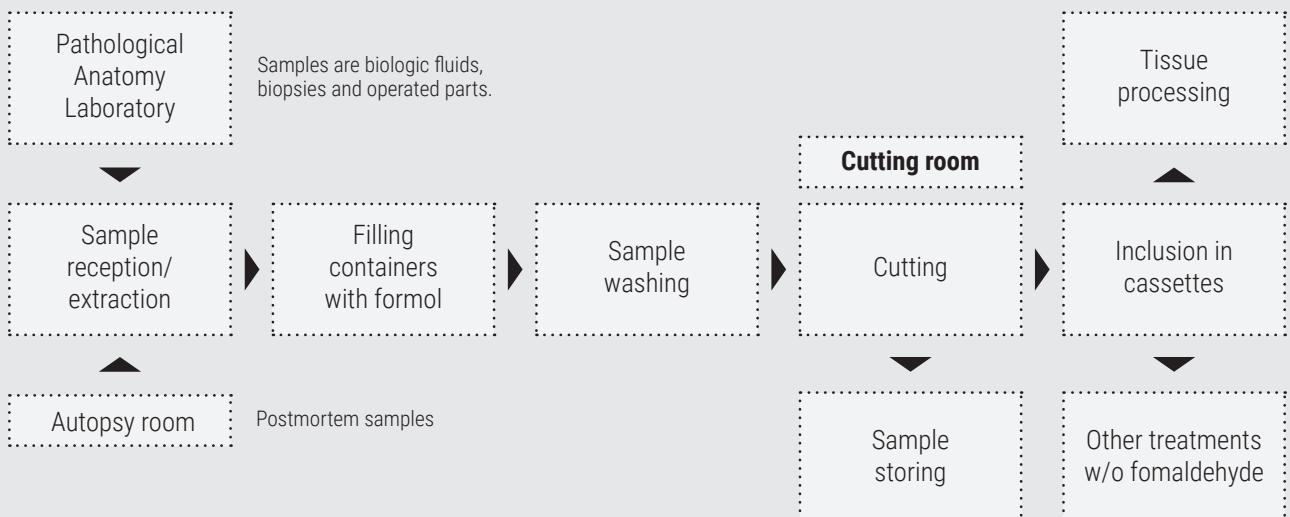 Pathological
Anatomy
Laboratory
Samples are biologic fluids,
biopsies and operated parts.
Tissue
processing
Cutting room
Sample
reception/
extraction
Filling
containers
with formol
Sample
washing
Cutting
Inclusion in
cassettes
Autopsy room
Postmortem samples
Sample
storing
Other treatments
w/o fomaldehyde